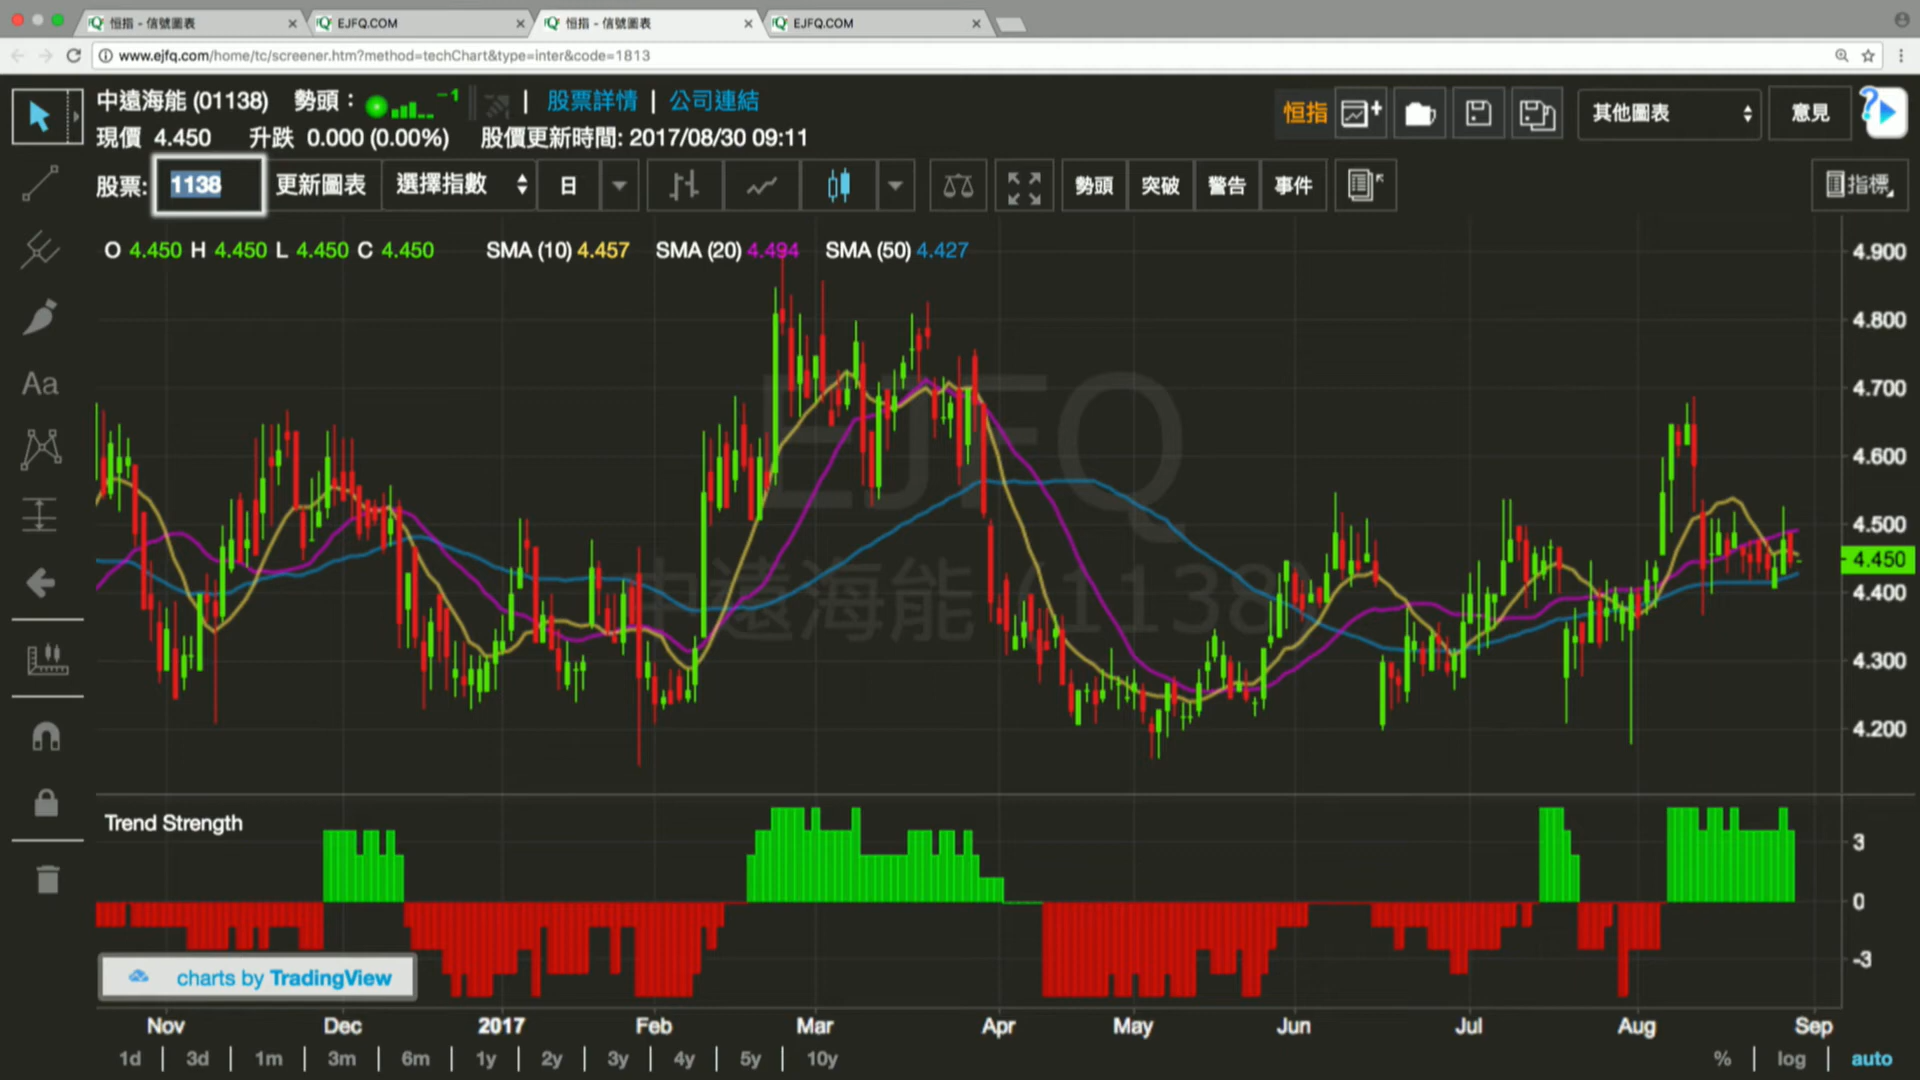 恒指 - 信號圖表
EJFQ.COM
恒指 - 信號圖表
EJFQ.COM
www.ejfq.com/home/tc/screener.htm?method=techChart&type=inter&code=1813
中遠海能 (01138) 勢頭： -1 | 股票詳情 | 公司連結
恒指 其他圖表 意見
現價 4.450 升跌 0.000 (0.00%) 股價更新時間: 2017/08/30 09:11
股票: 1138 更新圖表 選擇指數 日 勢頭 突破 警告 事件 指標
O 4.450 H 4.450 L 4.450 C 4.450 SMA (10) 4.457 SMA (20) 4.494 SMA (50) 4.427
Aa
4.900
4.800
4.700
4.600
4.500
4.450
4.400
4.300
4.200
EJFQ
中遠海能 (1138)
Trend Strength
3
0
-3
charts by TradingView
Nov Dec 2017 Feb Mar Apr May Jun Jul Aug Sep
1d | 3d | 1m | 3m | 6m | 1y | 2y | 3y | 4y | 5y | 10y
% | log | auto